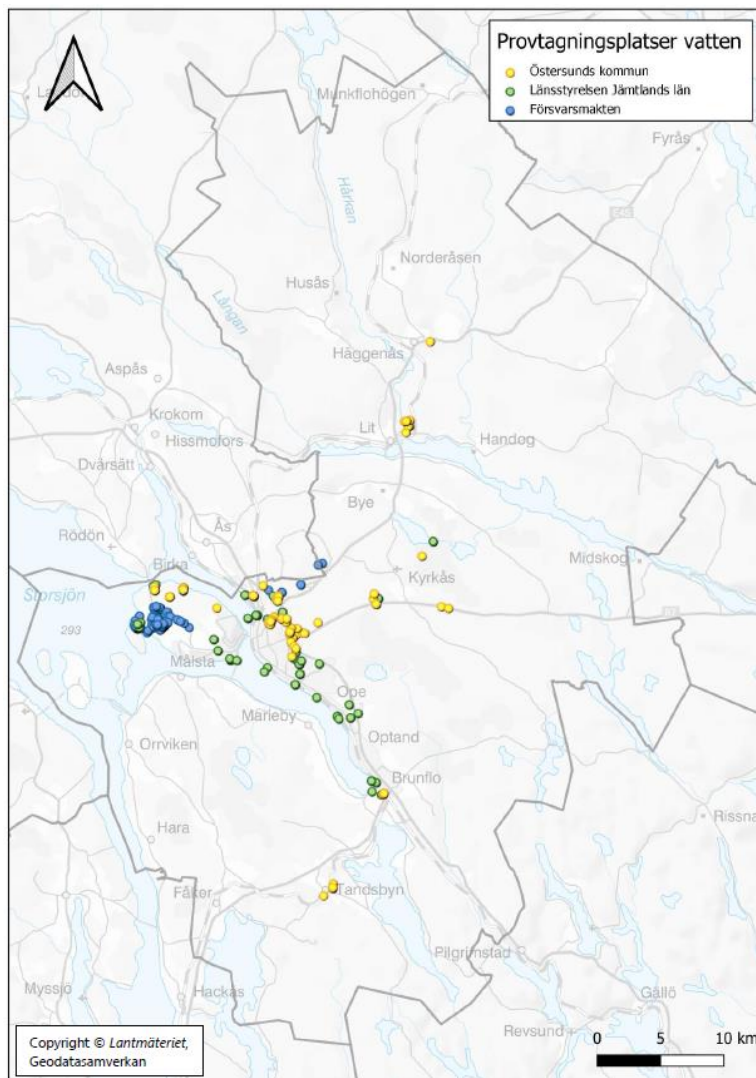 Provtagningsplatser vatten
Östersunds kommun
Länsstyrelsen Jämtlands län
Försvarsmakten
Munkflohögen
Fyrås
Hårkan
Norderåsen
Husås
Långan
Häggenås
Aspås
Krokom
Hissmofors
Lit
Handog
Dvärsätt
Bye
Ås
Rödön
Birka
Kyrkås
Midskog
Storsjön
293
Målsta
Ope
Marieby
Optand
Orrviken
Brunflo
Rissna
Hara
Fåker
Tandsbyn
Pilgrimstad
Myssjö
Hackås
Gällö
Revsund
Copyright © Lantmäteriet,
Geodatasamverkan
0 5 10 km